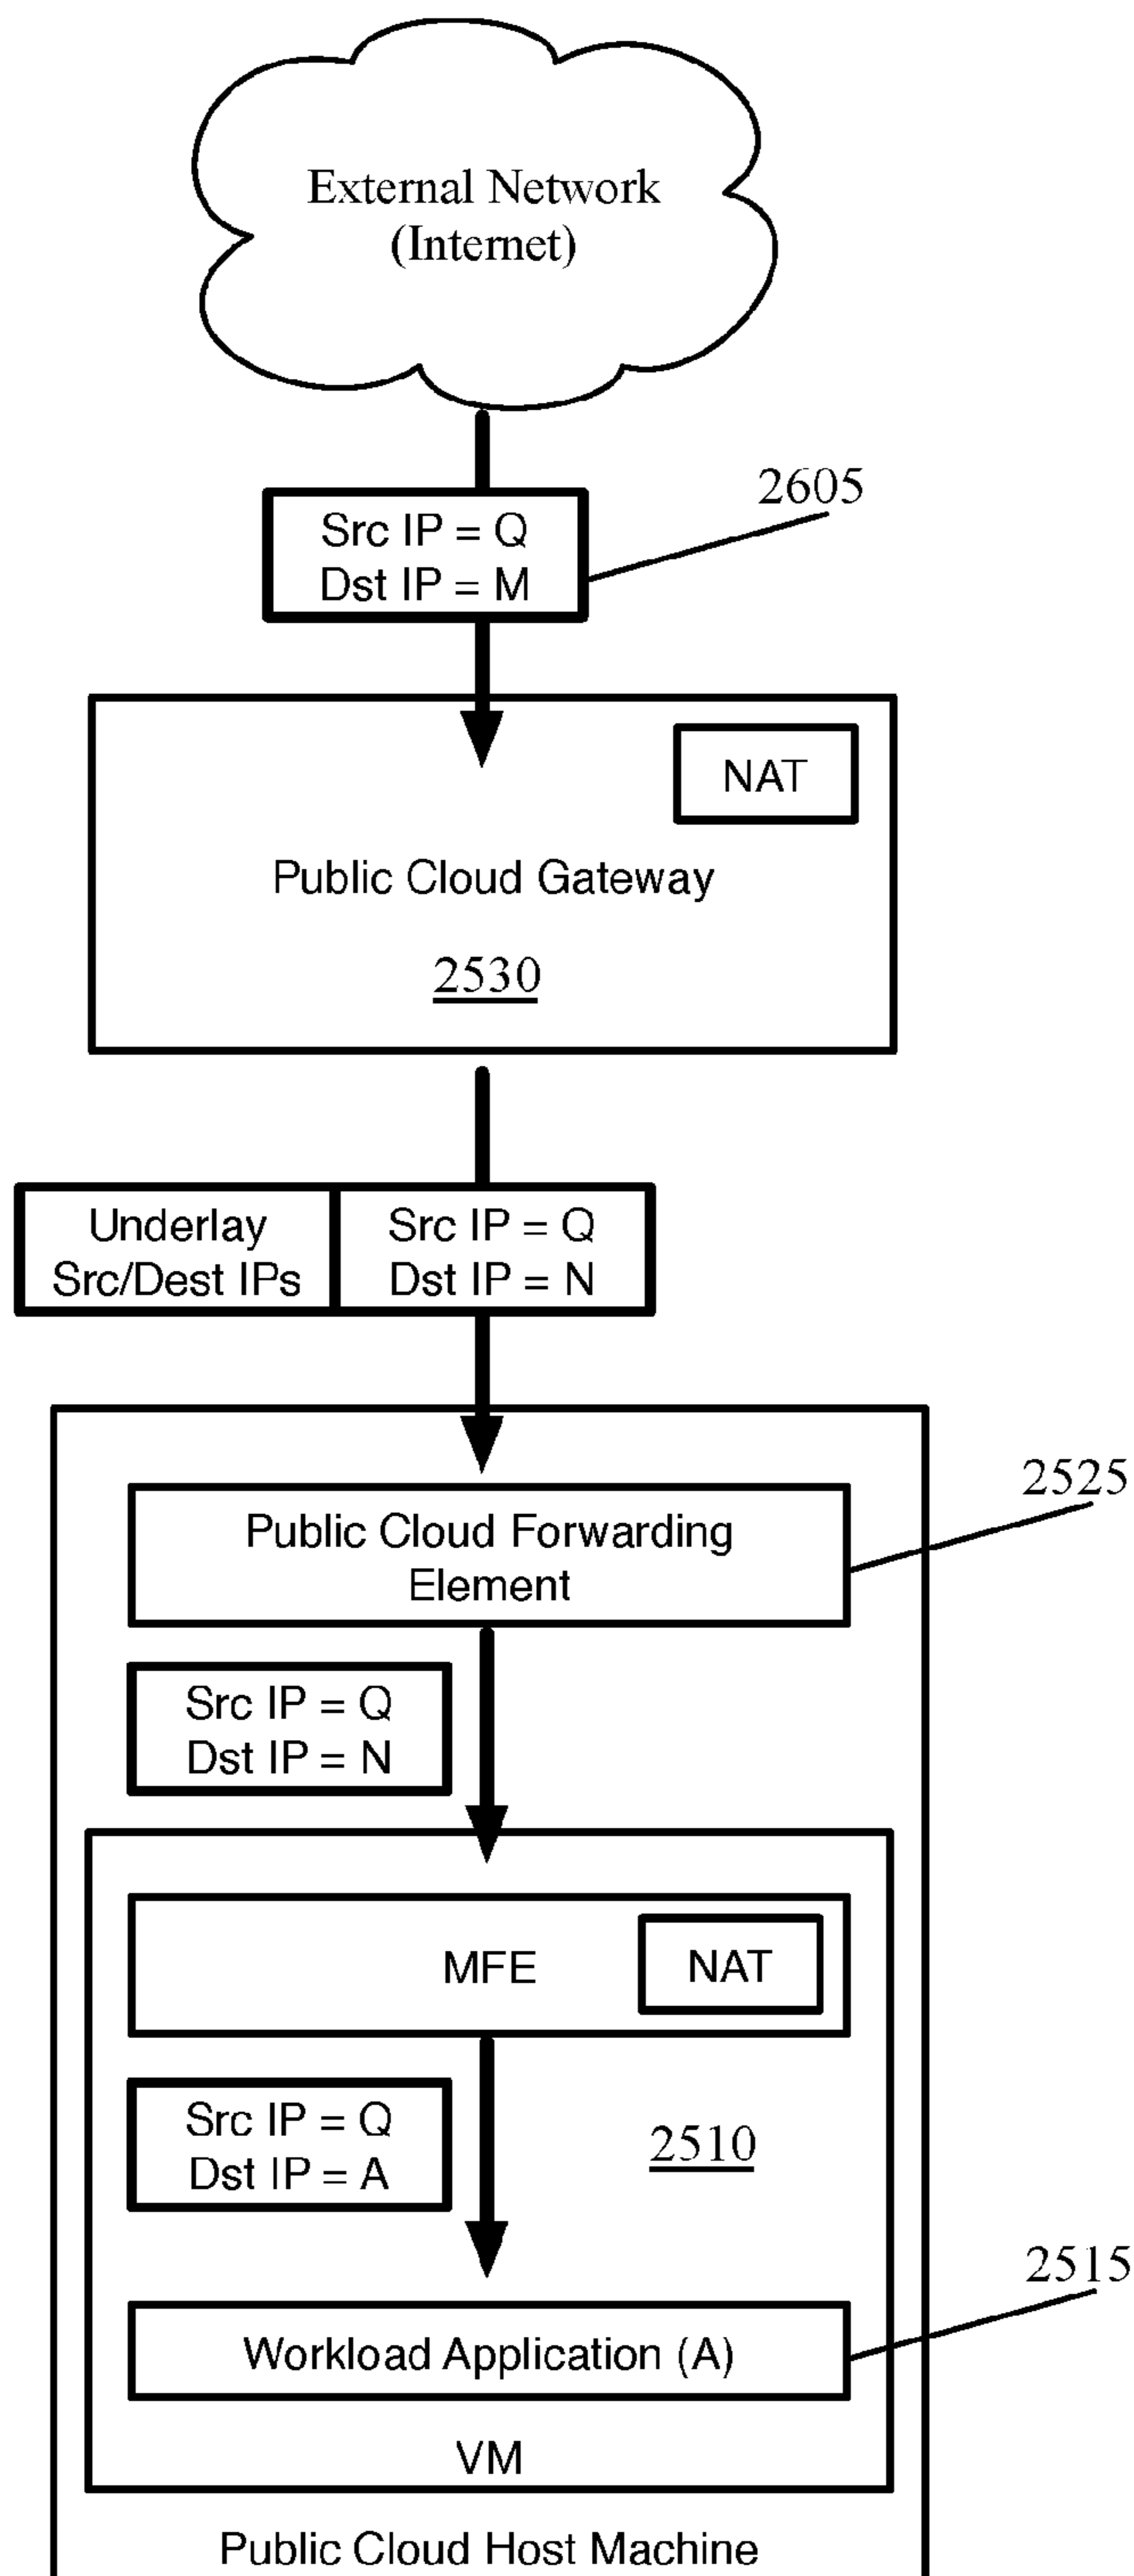 External Network
(Internet)
2605
Src IP = Q
Dst IP = M
NAT
Public Cloud Gateway
2530
Underlay
Src/Dest IPs
Src IP = Q
Dst IP = N
2525
Public Cloud Forwarding
Element
Src IP = Q
Dst IP = N
MFE
NAT
Src IP = Q
Dst IP = A
2510
2515
Workload Application (A)
VM
Public Cloud Host Machine